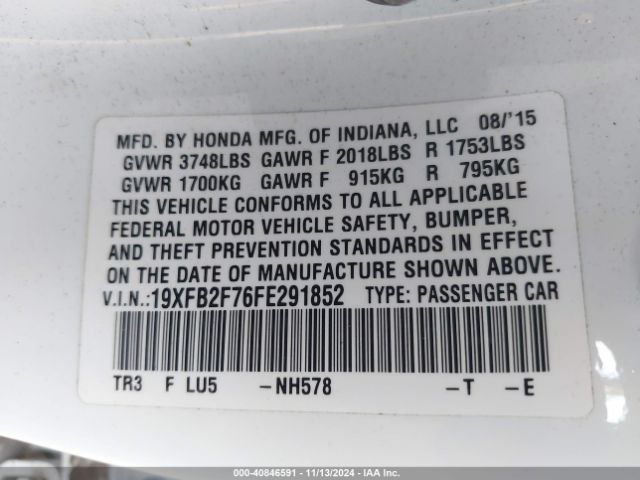 MFD. BY HONDA MFG. OF INDIANA, LLC 08/'15
GVWR 3748LBS GAWR F 2018LBS R 1753LBS
GVWR 1700KG GAWR F 915KG R 795KG
THIS VEHICLE CONFORMS TO ALL APPLICABLE
FEDERAL MOTOR VEHICLE SAFETY, BUMPER,
AND THEFT PREVENTION STANDARDS IN EFFECT
ON THE DATE OF MANUFACTURE SHOWN ABOVE.
V.I.N.:19XFB2F76FE291852 TYPE: PASSENGER CAR
TR3 F LU5 -NH578 -T -E
©-40846591 - 11/13/2024 - IAA Inc.